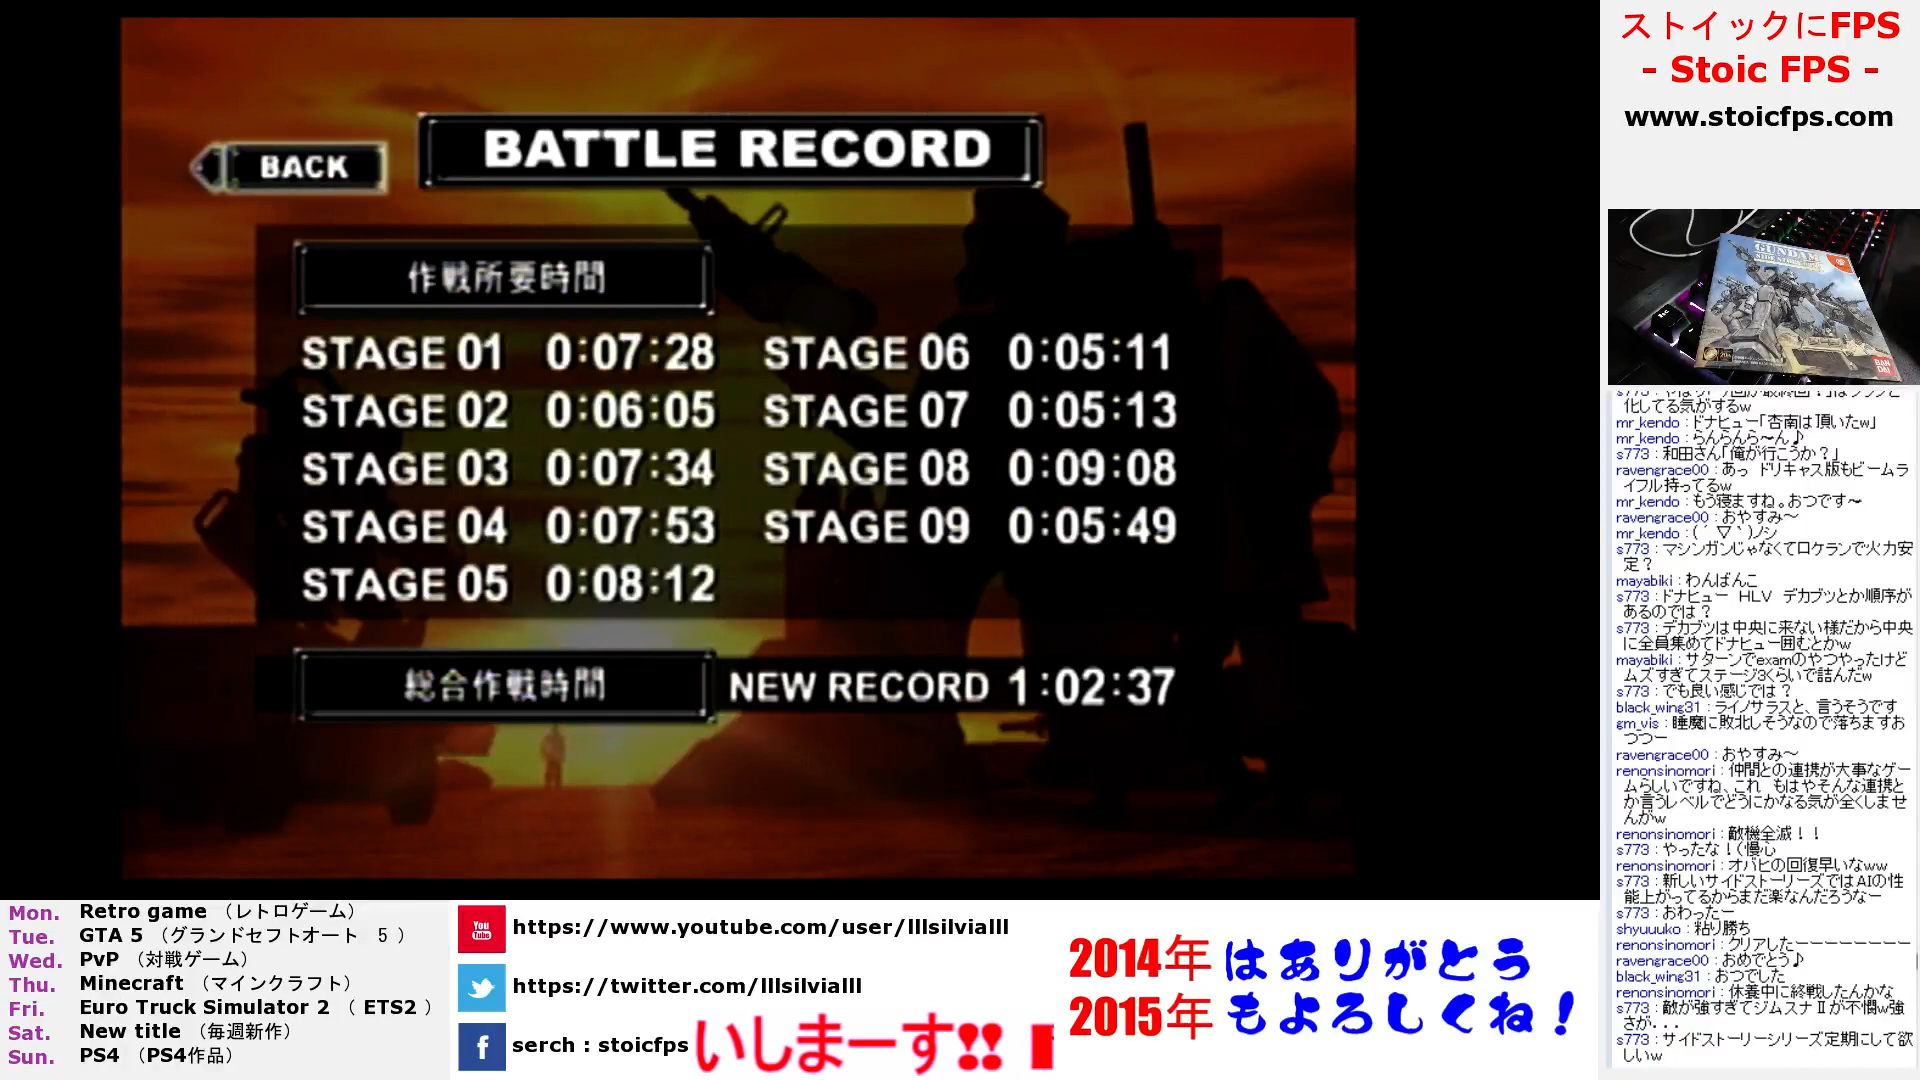 BATTLE RECORD
BACK
作戦所要時間
STAGE 01 0:07:28
STAGE 02 0:06:05
STAGE 03 0:07:34
STAGE 04 0:07:53
STAGE 05 0:08:12
STAGE 06 0:05:11
STAGE 07 0:05:13
STAGE 08 0:09:08
STAGE 09 0:05:49
総合作戦時間 NEW RECORD 1:02:37
ストイックにFPS
- Stoic FPS -
www.stoicfps.com
GUNDAM
SIDE STORY
BAN
DAI
化してる気がするw
mr_kendo：ドナヒュー「杏南は頂いたw」
mr_kendo：らんらんら～ん♪
s773：和田さん「俺が行こうか？」
ravengrace00：あっ　ドリキャス版もビームラ
イフル持ってるw
mr_kendo：もう寝ますね。おつです～
ravengrace00：おやすみ～
mr_kendo：(´▽｀)ノシ
s773：マシンガンじゃなくてロケランで火力安
定？
mayabiki：わんばんこ
s773：ドナヒュー　HLV　デカブツとか順序が
あるのでは？
s773：デカブツは中央に来ない様だから中央
に全員集めてドナヒュー囲むとかw
mayabiki：サターンでexamのやつやったけど
ムズすぎてステージ3くらいで詰んだw
s773：でも良い感じでは？
black_wing31：ライノサラスと、言うそうです
gm_vis：睡魔に敗北しそうなので落ちますお
つつー
ravengrace00：おやすみ～
renonsinomori：仲間との連携が大事なゲー
ムらしいですね、これ　もはやそんな連携と
か言うレベルでどうにかなる気が全くしませ
んがw
renonsinomori：敵機全滅！！
s773：やったな！（慢心
renonsinomori：オバヒの回復早いなww
s773：新しいサイドストーリーズではAIの性
能上がってるからまだ楽なんだろうなー
s773：おわったー
shyuuuko：粘り勝ち
renonsinomori：クリアしたーーーーーーーー
ravengrace00：おめでとう♪
black_wing31：おつでした
renonsinomori：休養中に終戦したんかな
s773：敵が強すぎてジムスナⅡが不憫w強
さが．．．
s773：サイドストーリーシリーズ定期にして欲
しいw
Mon. Retro game （レトロゲーム）
Tue. GTA 5 （グランドセフトオート　5 ）
Wed. PvP （対戦ゲーム）
Thu. Minecraft （マインクラフト）
Fri. Euro Truck Simulator 2 （ ETS2 ）
Sat. New title （毎週新作）
Sun. PS4 （PS4作品）
You
Tube
https://www.youtube.com/user/lllsilvialll
https://twitter.com/lllsilvialll
f serch : stoicfps
いしまーす!!
2014年はありがとう
2015年もよろしくね！